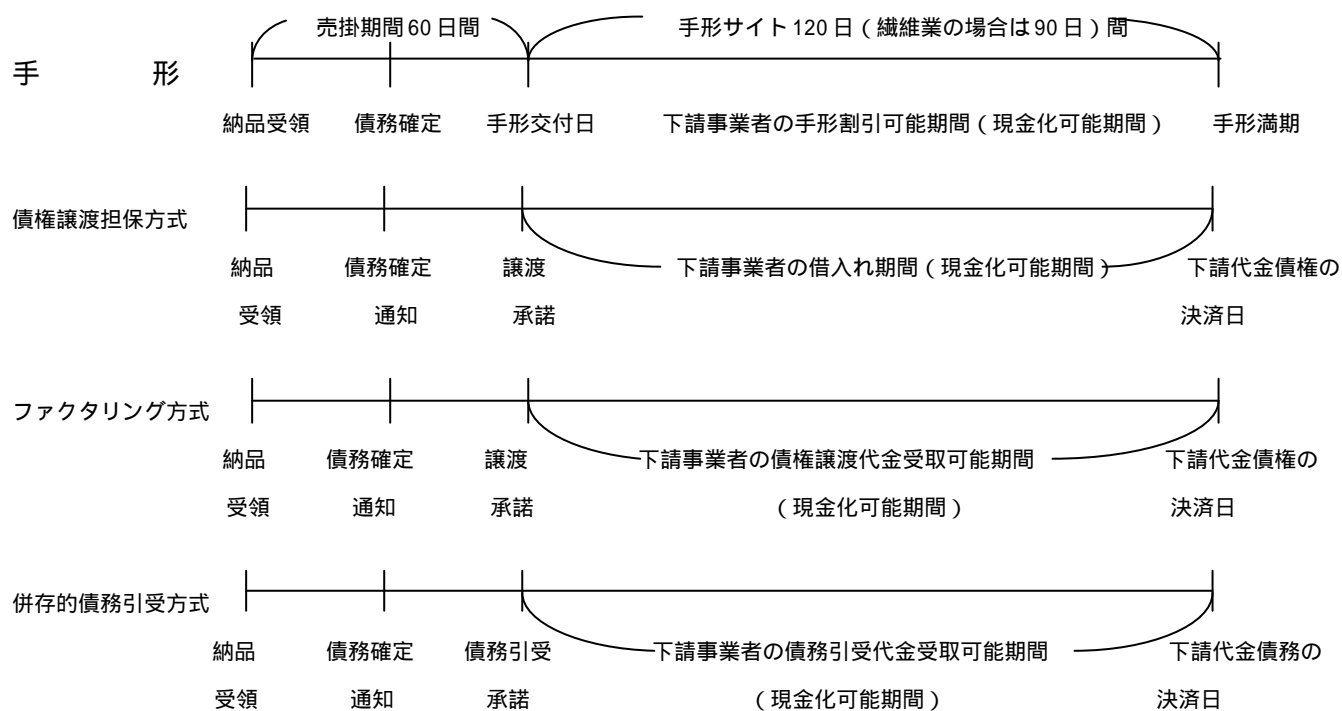 売掛期間60日間 手形サイト120日(繊維業の場合は90日)間
手 形
納品受領 債務確定 手形交付日 下請事業者の手形割引可能期間(現金化可能期間) 手形満期
債権譲渡担保方式
納品 債務確定 譲渡 下請事業者の借入れ期間(現金化可能期間) 下請代金債権の
受領 通知 承諾 決済日
ファクタリング方式
納品 債務確定 譲渡 下請事業者の債権譲渡代金受取可能期間 下請代金債権の
受領 通知 承諾 (現金化可能期間) 決済日
併存的債務引受方式
納品 債務確定 債務引受 下請事業者の債務引受代金受取可能期間 下請代金債務の
受領 通知 承諾 (現金化可能期間) 決済日